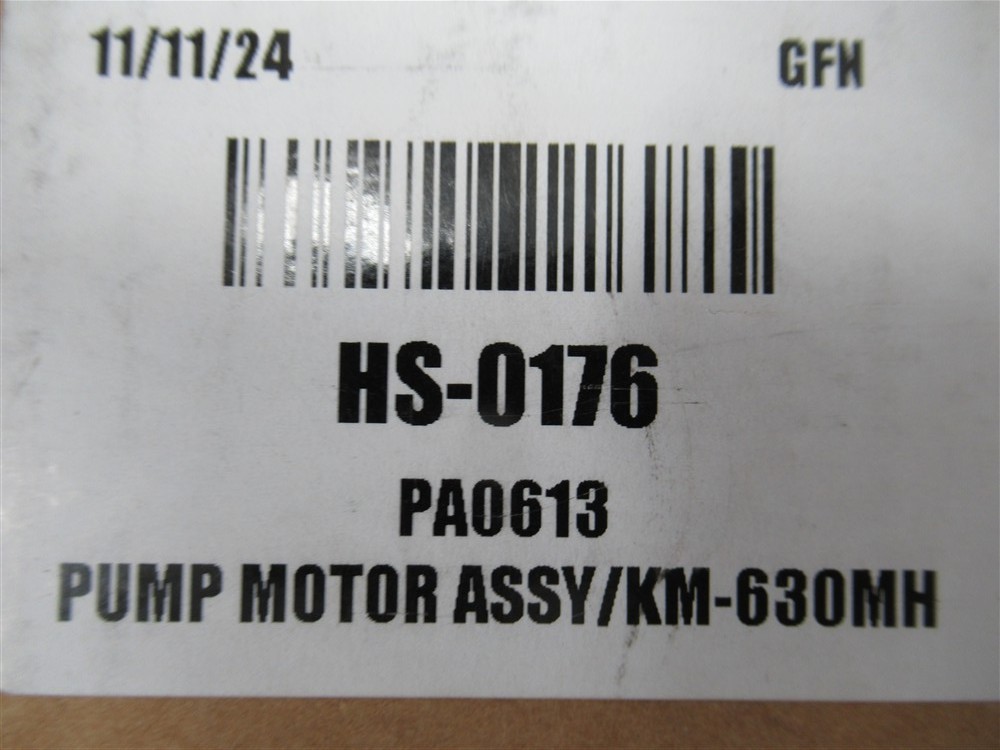 11/11/24 GFN
HS-0176
PA0613
PUMP MOTOR ASSY/KM-630MH